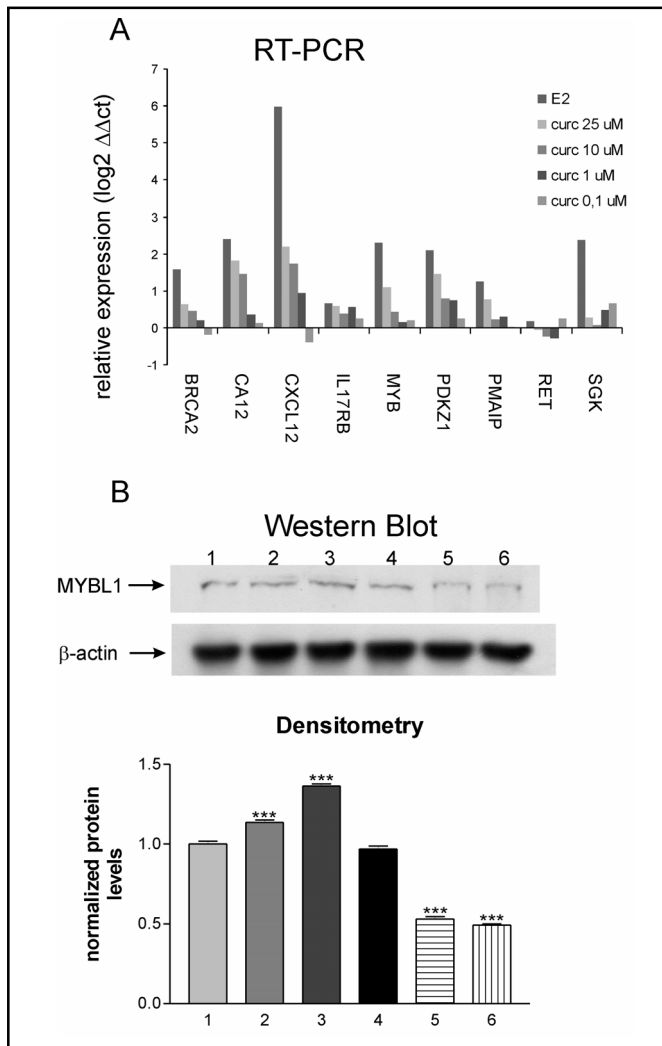 A
RT-PCR
relative expression (log2 ΔΔct)
7
6
5
4
3
2
1
0
-1
E2
curc 25 uM
curc 10 uM
curc 1 uM
curc 0,1 uM
BRCA2
CA12
CXCL12
IL17RB
MYB
PDKZ1
PMAIP
RET
SGK
B
Western Blot
1 2 3 4 5 6
MYBL1
β-actin
Densitometry
normalized protein
levels
1.5
1.0
0.5
0.0
*** *** *** ***
1 2 3 4 5 6